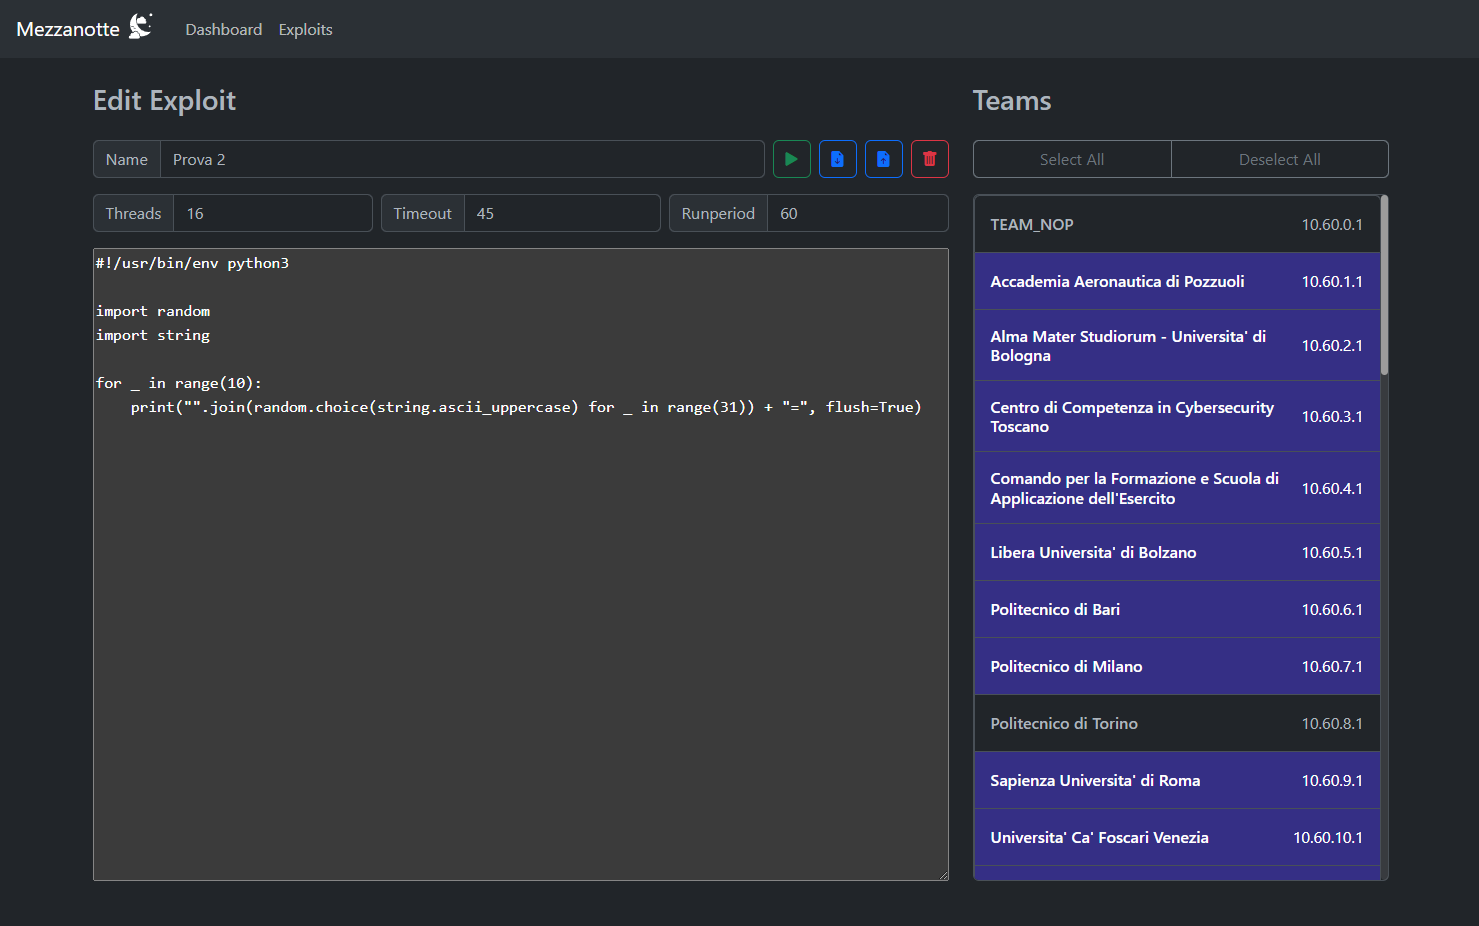 Mezzanotte Dashboard Exploits
Edit Exploit
Name Prova 2
Threads 16 Timeout 45 Runperiod 60
#!/usr/bin/env python3
import random
import string
for _ in range(10):
    print("".join(random.choice(string.ascii_uppercase) for _ in range(31)) + "=", flush=True)
Teams
Select All Deselect All
TEAM_NOP 10.60.0.1
Accademia Aeronautica di Pozzuoli 10.60.1.1
Alma Mater Studiorum - Universita' di
Bologna 10.60.2.1
Centro di Competenza in Cybersecurity
Toscano 10.60.3.1
Comando per la Formazione e Scuola di
Applicazione dell'Esercito 10.60.4.1
Libera Universita' di Bolzano 10.60.5.1
Politecnico di Bari 10.60.6.1
Politecnico di Milano 10.60.7.1
Politecnico di Torino 10.60.8.1
Sapienza Universita' di Roma 10.60.9.1
Universita' Ca' Foscari Venezia 10.60.10.1